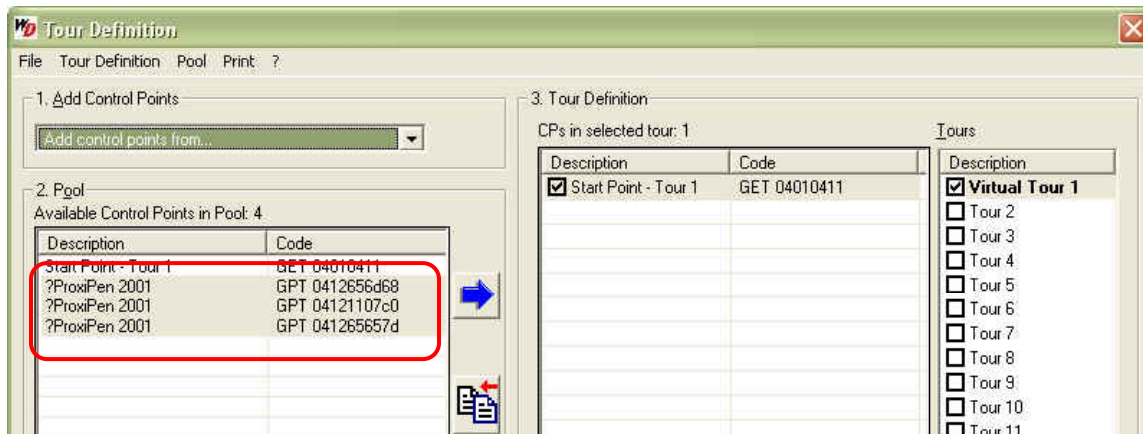 WD Tour Definition
File Tour Definition Pool Print ?
1. Add Control Points
Add control points from...
2. Pool
Available Control Points in Pool: 4
Description Code
Start Point - Tour 1 GET 04010411
?ProxiPen 2001 GPT 0412656d68
?ProxiPen 2001 GPT 04121107c0
?ProxiPen 2001 GPT 041265657d
3. Tour Definition
CPs in selected tour: 1
Description Code
Start Point - Tour 1 GET 04010411
Tours
Description
Virtual Tour 1
Tour 2
Tour 3
Tour 4
Tour 5
Tour 6
Tour 7
Tour 8
Tour 9
Tour 10
Tour 11